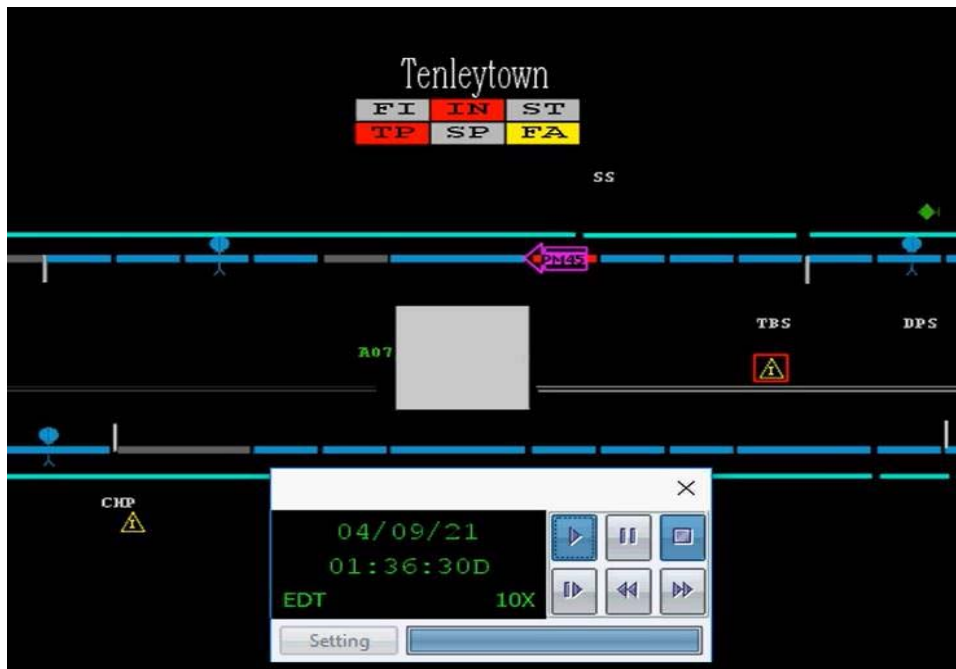 Tenleytown
FI IN ST
TP SP FA
SS
PM45
TBS DPS
A07
CHP
04/09/21
01:36:30D
EDT 10X
Setting